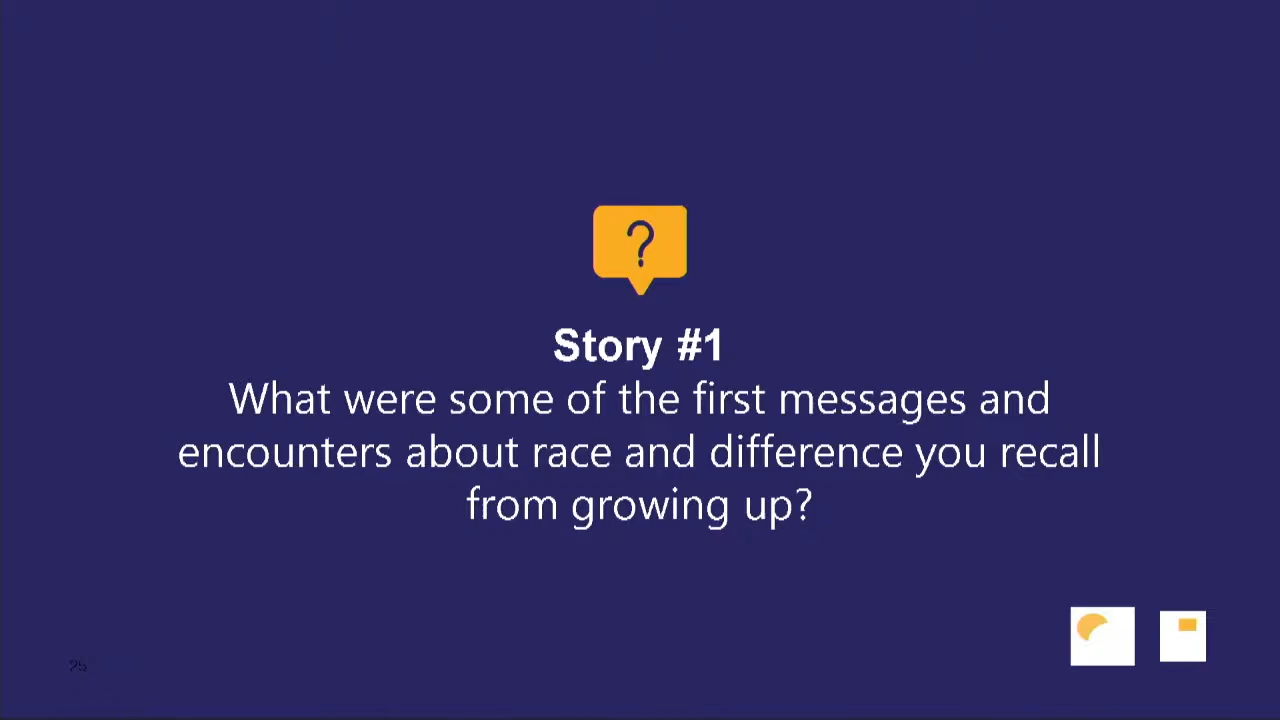 ?
Story #1
What were some of the first messages and
encounters about race and difference you recall
from growing up?
25